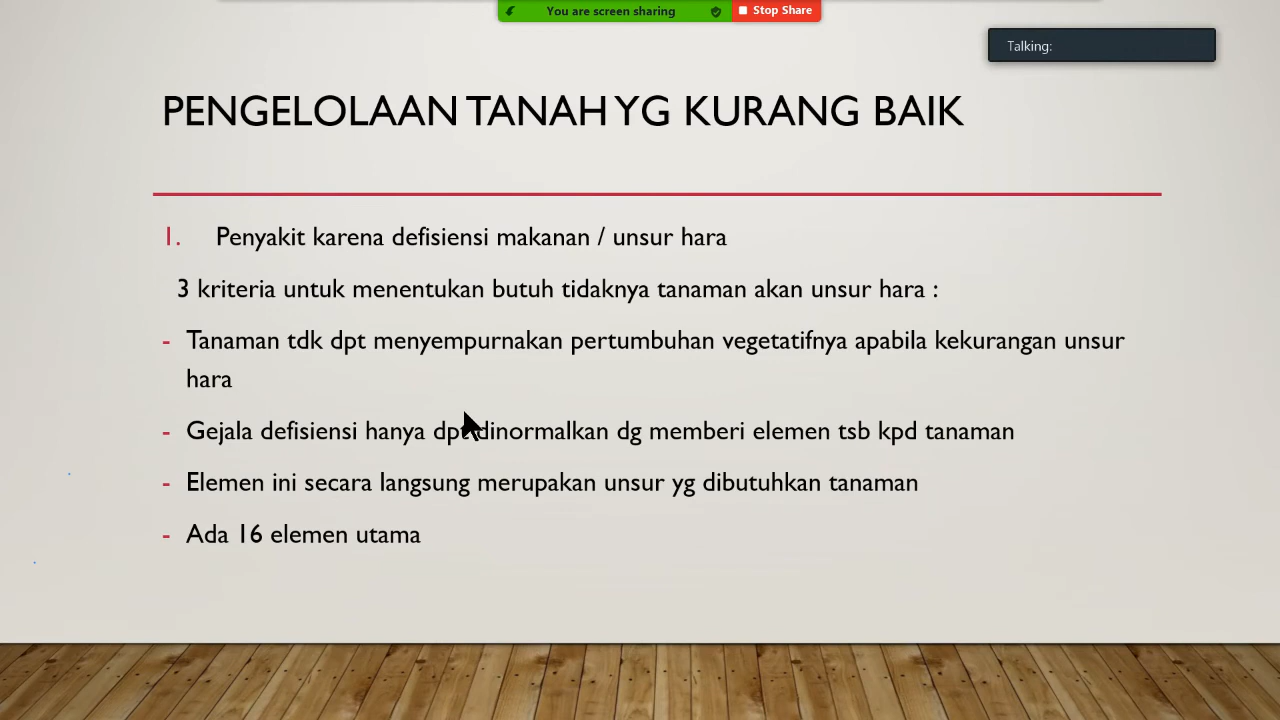 You are screen sharing
Stop Share
Talking:
PENGELOLAAN TANAH YG KURANG BAIK
1. Penyakit karena defisiensi makanan / unsur hara
3 kriteria untuk menentukan butuh tidaknya tanaman akan unsur hara :
- Tanaman tdk dpt menyempurnakan pertumbuhan vegetatifnya apabila kekurangan unsur
hara
- Gejala defisiensi hanya dpt dinormalkan dg memberi elemen tsb kpd tanaman
- Elemen ini secara langsung merupakan unsur yg dibutuhkan tanaman
- Ada 16 elemen utama